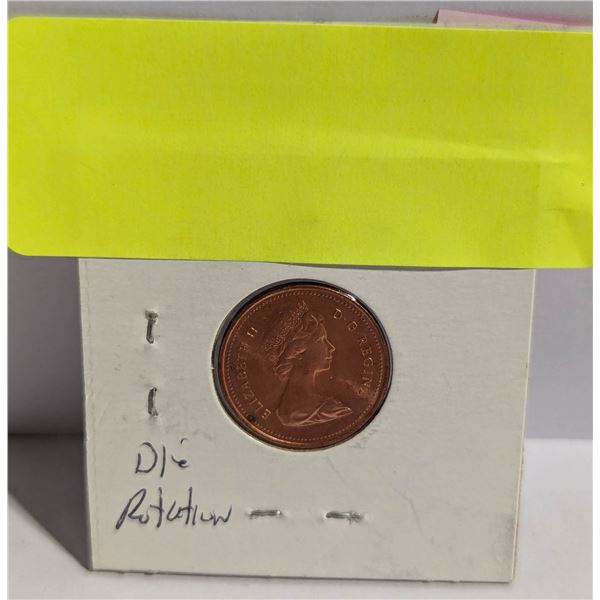 ELIZABETH II D·G·REGINA
Die
Rotation